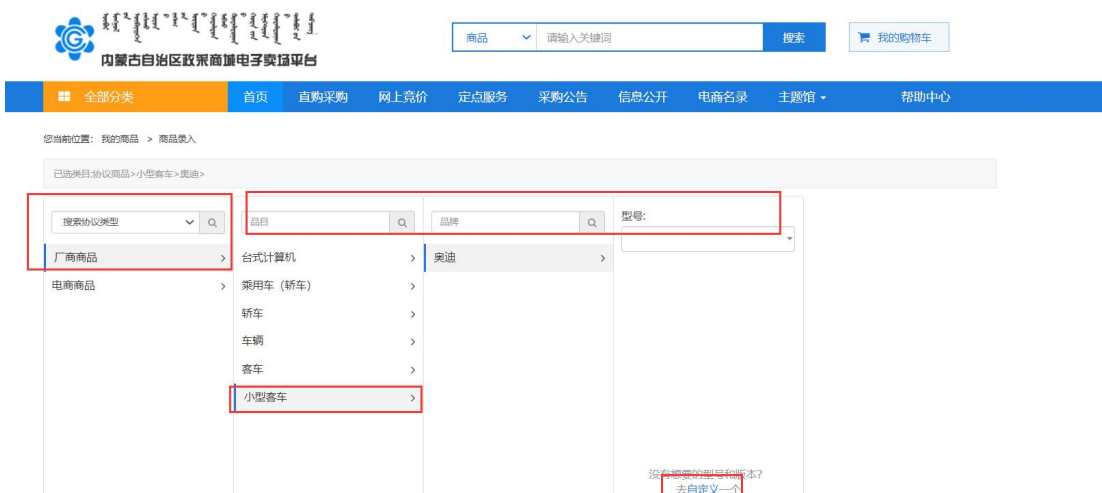 内蒙古自治区政采商城电子卖场平台
商品 请输入关键词 搜索 我的购物车
全部分类 首页 直购采购 网上竞价 定点服务 采购公告 信息公开 电商名录 主题馆 帮助中心
您当前位置: 我的商品 > 商品录入
已选类目:协议商品>小型客车>奥迪>
搜索协议类型 品目 品牌 型号:
厂商商品 台式计算机 奥迪
电商商品 乘用车（轿车）
轿车
车辆
客车
小型客车
没有想要的型号和版本?
去自定义一个